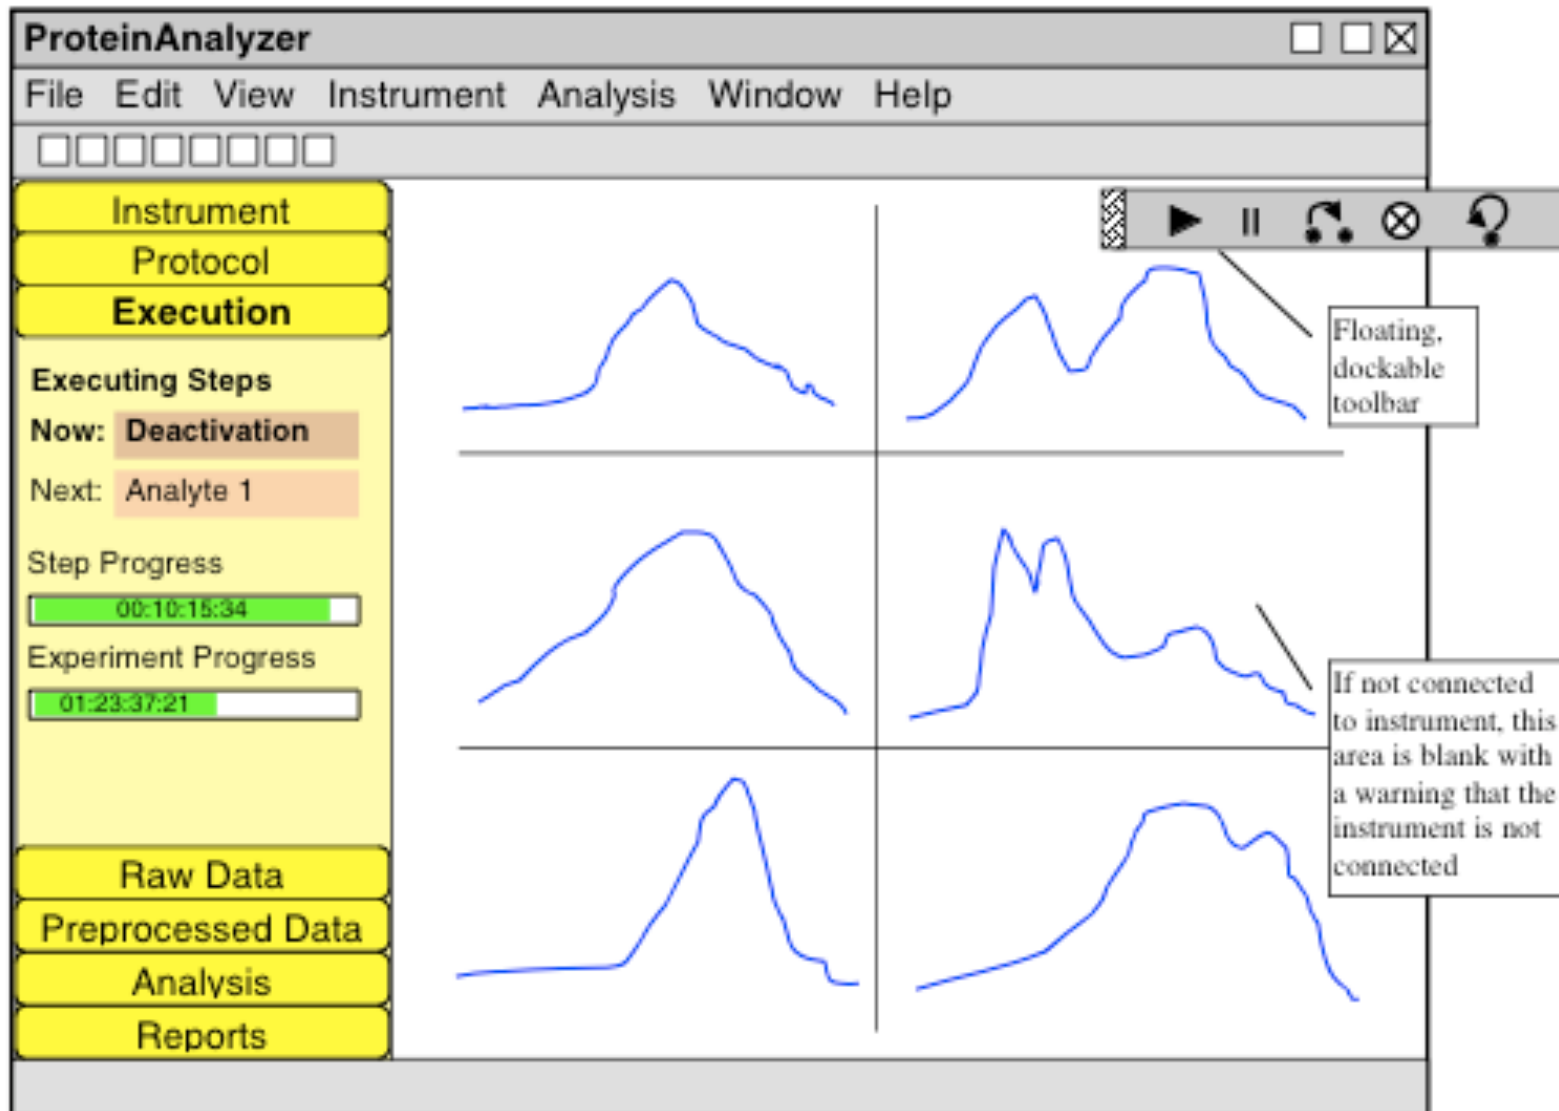 ProteinAnalyzer
File Edit View Instrument Analysis Window Help
Instrument
Protocol
Execution
Executing Steps
Now: Deactivation
Next: Analyte 1
Step Progress
00:10:15:34
Experiment Progress
01:23:37:21
Raw Data
Preprocessed Data
Analysis
Reports
Floating,
dockable
toolbar
If not connected
to instrument, this
area is blank with
a warning that the
instrument is not
connected